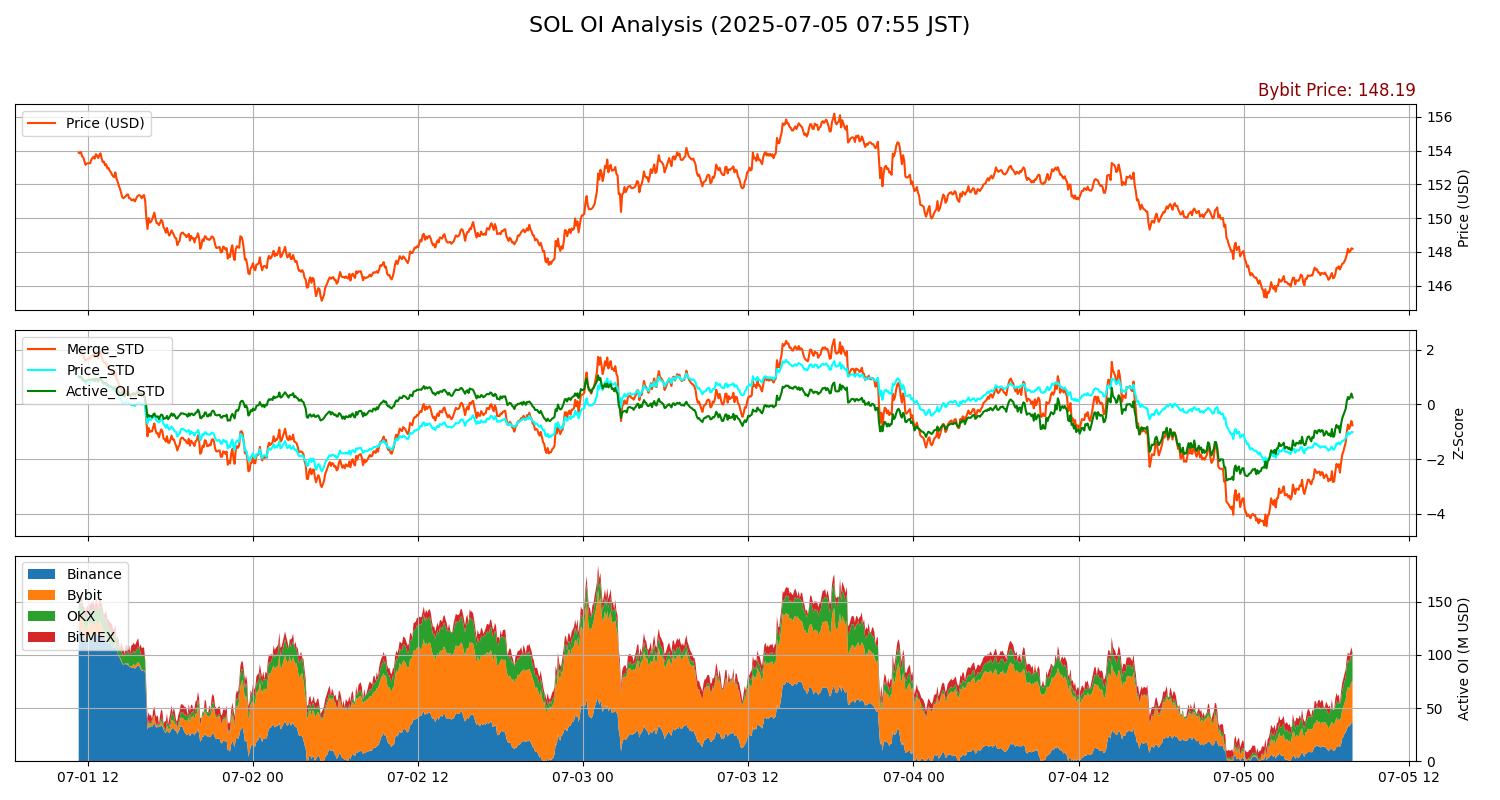 SOL OI Analysis (2025-07-05 07:55 JST)
Bybit Price: 148.19
Price (USD)
156
154
152
150
148
146
Price (USD)
Merge_STD
Price_STD
Active_OI_STD
2
0
−2
−4
Z-Score
Binance
Bybit
OKX
BitMEX
150
100
50
0
Active OI (M USD)
07-01 12
07-02 00
07-02 12
07-03 00
07-03 12
07-04 00
07-04 12
07-05 00
07-05 12